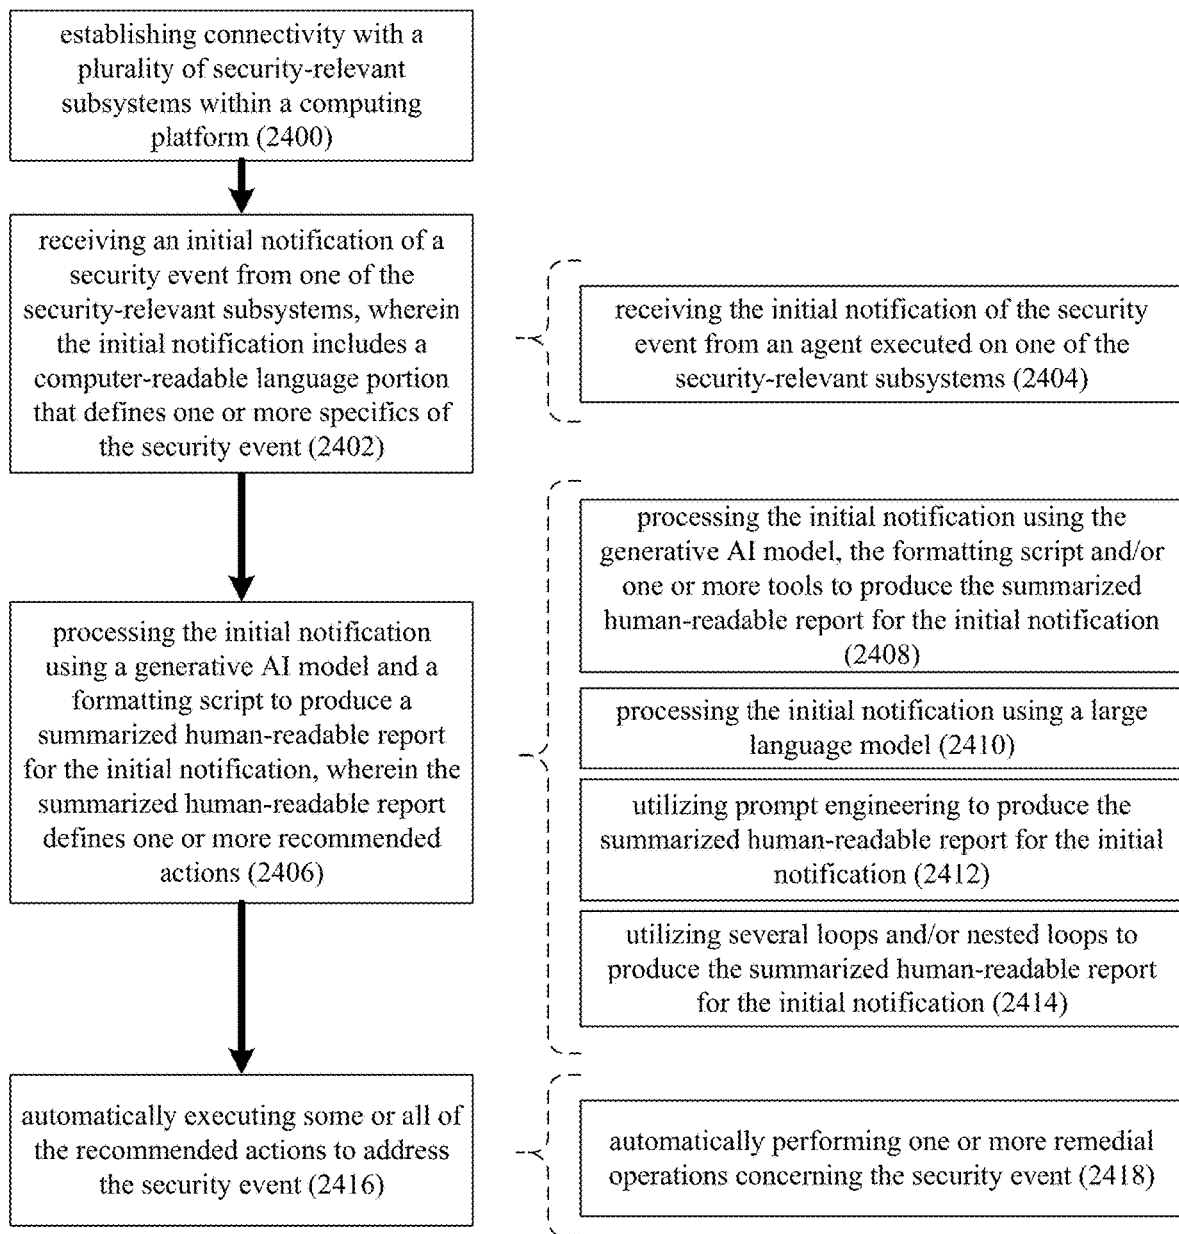 establishing connectivity with a
plurality of security-relevant
subsystems within a computing
platform (2400)
receiving an initial notification of a
security event from one of the
security-relevant subsystems, wherein
the initial notification includes a
computer-readable language portion
that defines one or more specifics of
the security event (2402)
receiving the initial notification of the security
event from an agent executed on one of the
security-relevant subsystems (2404)
processing the initial notification
using a generative AI model and a
formatting script to produce a
summarized human-readable report
for the initial notification, wherein the
summarized human-readable report
defines one or more recommended
actions (2406)
processing the initial notification using the
generative AI model, the formatting script and/or
one or more tools to produce the summarized
human-readable report for the initial notification
(2408)
processing the initial notification using a large
language model (2410)
utilizing prompt engineering to produce the
summarized human-readable report for the initial
notification (2412)
utilizing several loops and/or nested loops to
produce the summarized human-readable report
for the initial notification (2414)
automatically executing some or all of
the recommended actions to address
the security event (2416)
automatically performing one or more remedial
operations concerning the security event (2418)